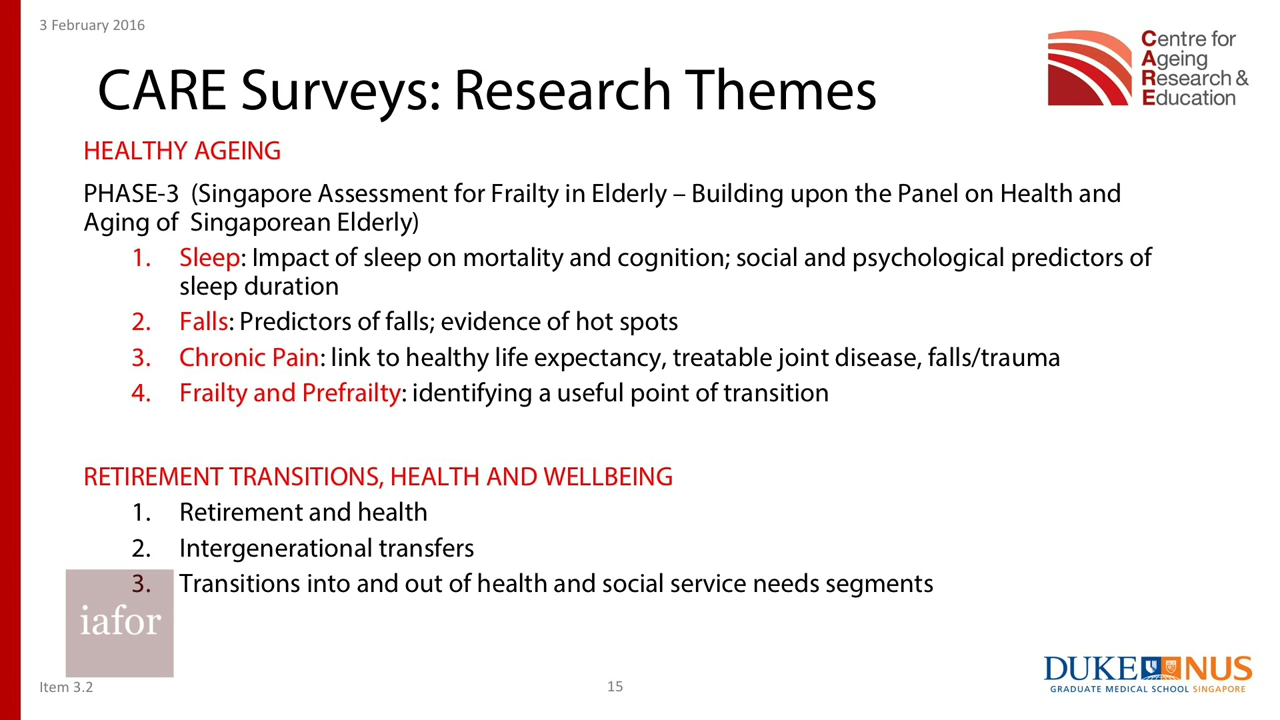 3 February 2016
Centre for
Ageing
Research &
Education
CARE Surveys: Research Themes
HEALTHY AGEING
PHASE-3 (Singapore Assessment for Frailty in Elderly – Building upon the Panel on Health and
Aging of Singaporean Elderly)
1. Sleep: Impact of sleep on mortality and cognition; social and psychological predictors of
sleep duration
2. Falls: Predictors of falls; evidence of hot spots
3. Chronic Pain: link to healthy life expectancy, treatable joint disease, falls/trauma
4. Frailty and Prefrailty: identifying a useful point of transition
RETIREMENT TRANSITIONS, HEALTH AND WELLBEING
1. Retirement and health
2. Intergenerational transfers
3. Transitions into and out of health and social service needs segments
iafor
Item 3.2
15
DUKE NUS
GRADUATE MEDICAL SCHOOL SINGAPORE